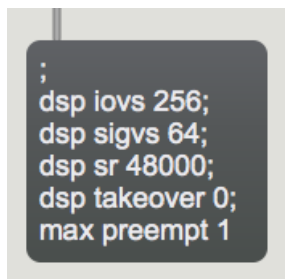 ;
dsp iovs 256;
dsp sigvs 64;
dsp sr 48000;
dsp takeover 0;
max preempt 1